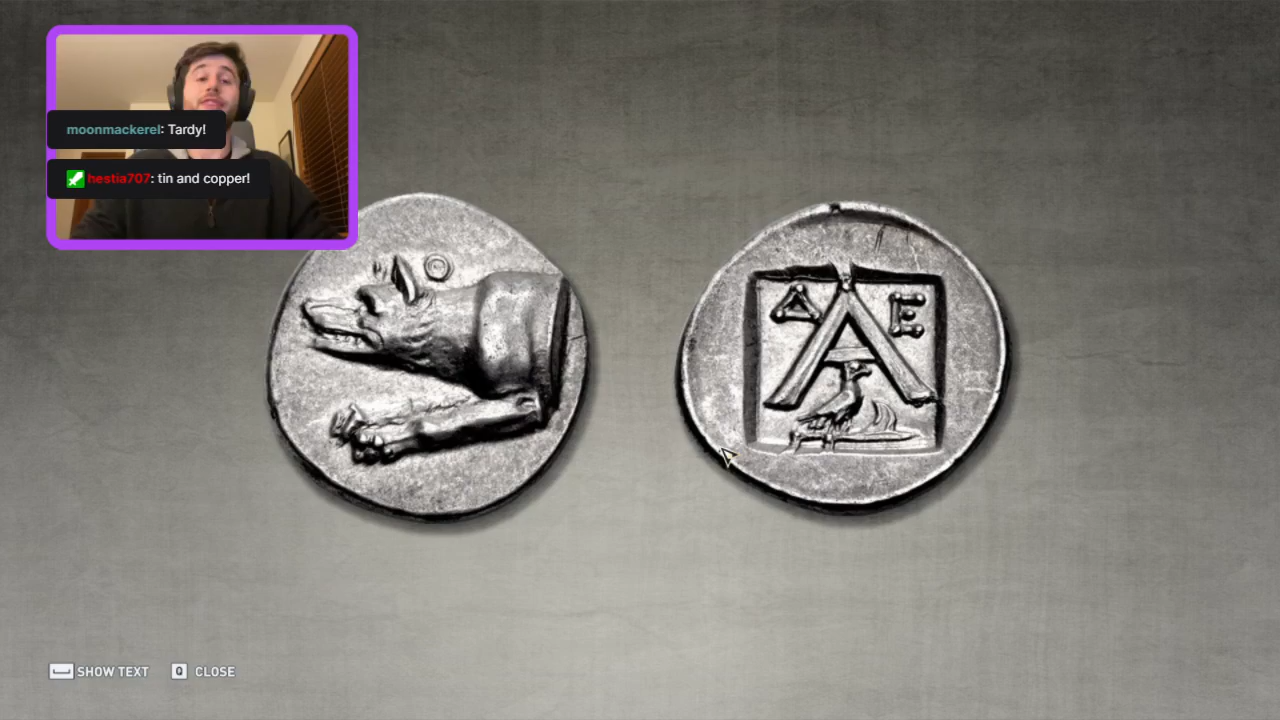 moonmackerel: Tardy!
hestia707: tin and copper!
Δ Ε
Α
SHOW TEXT
Q CLOSE